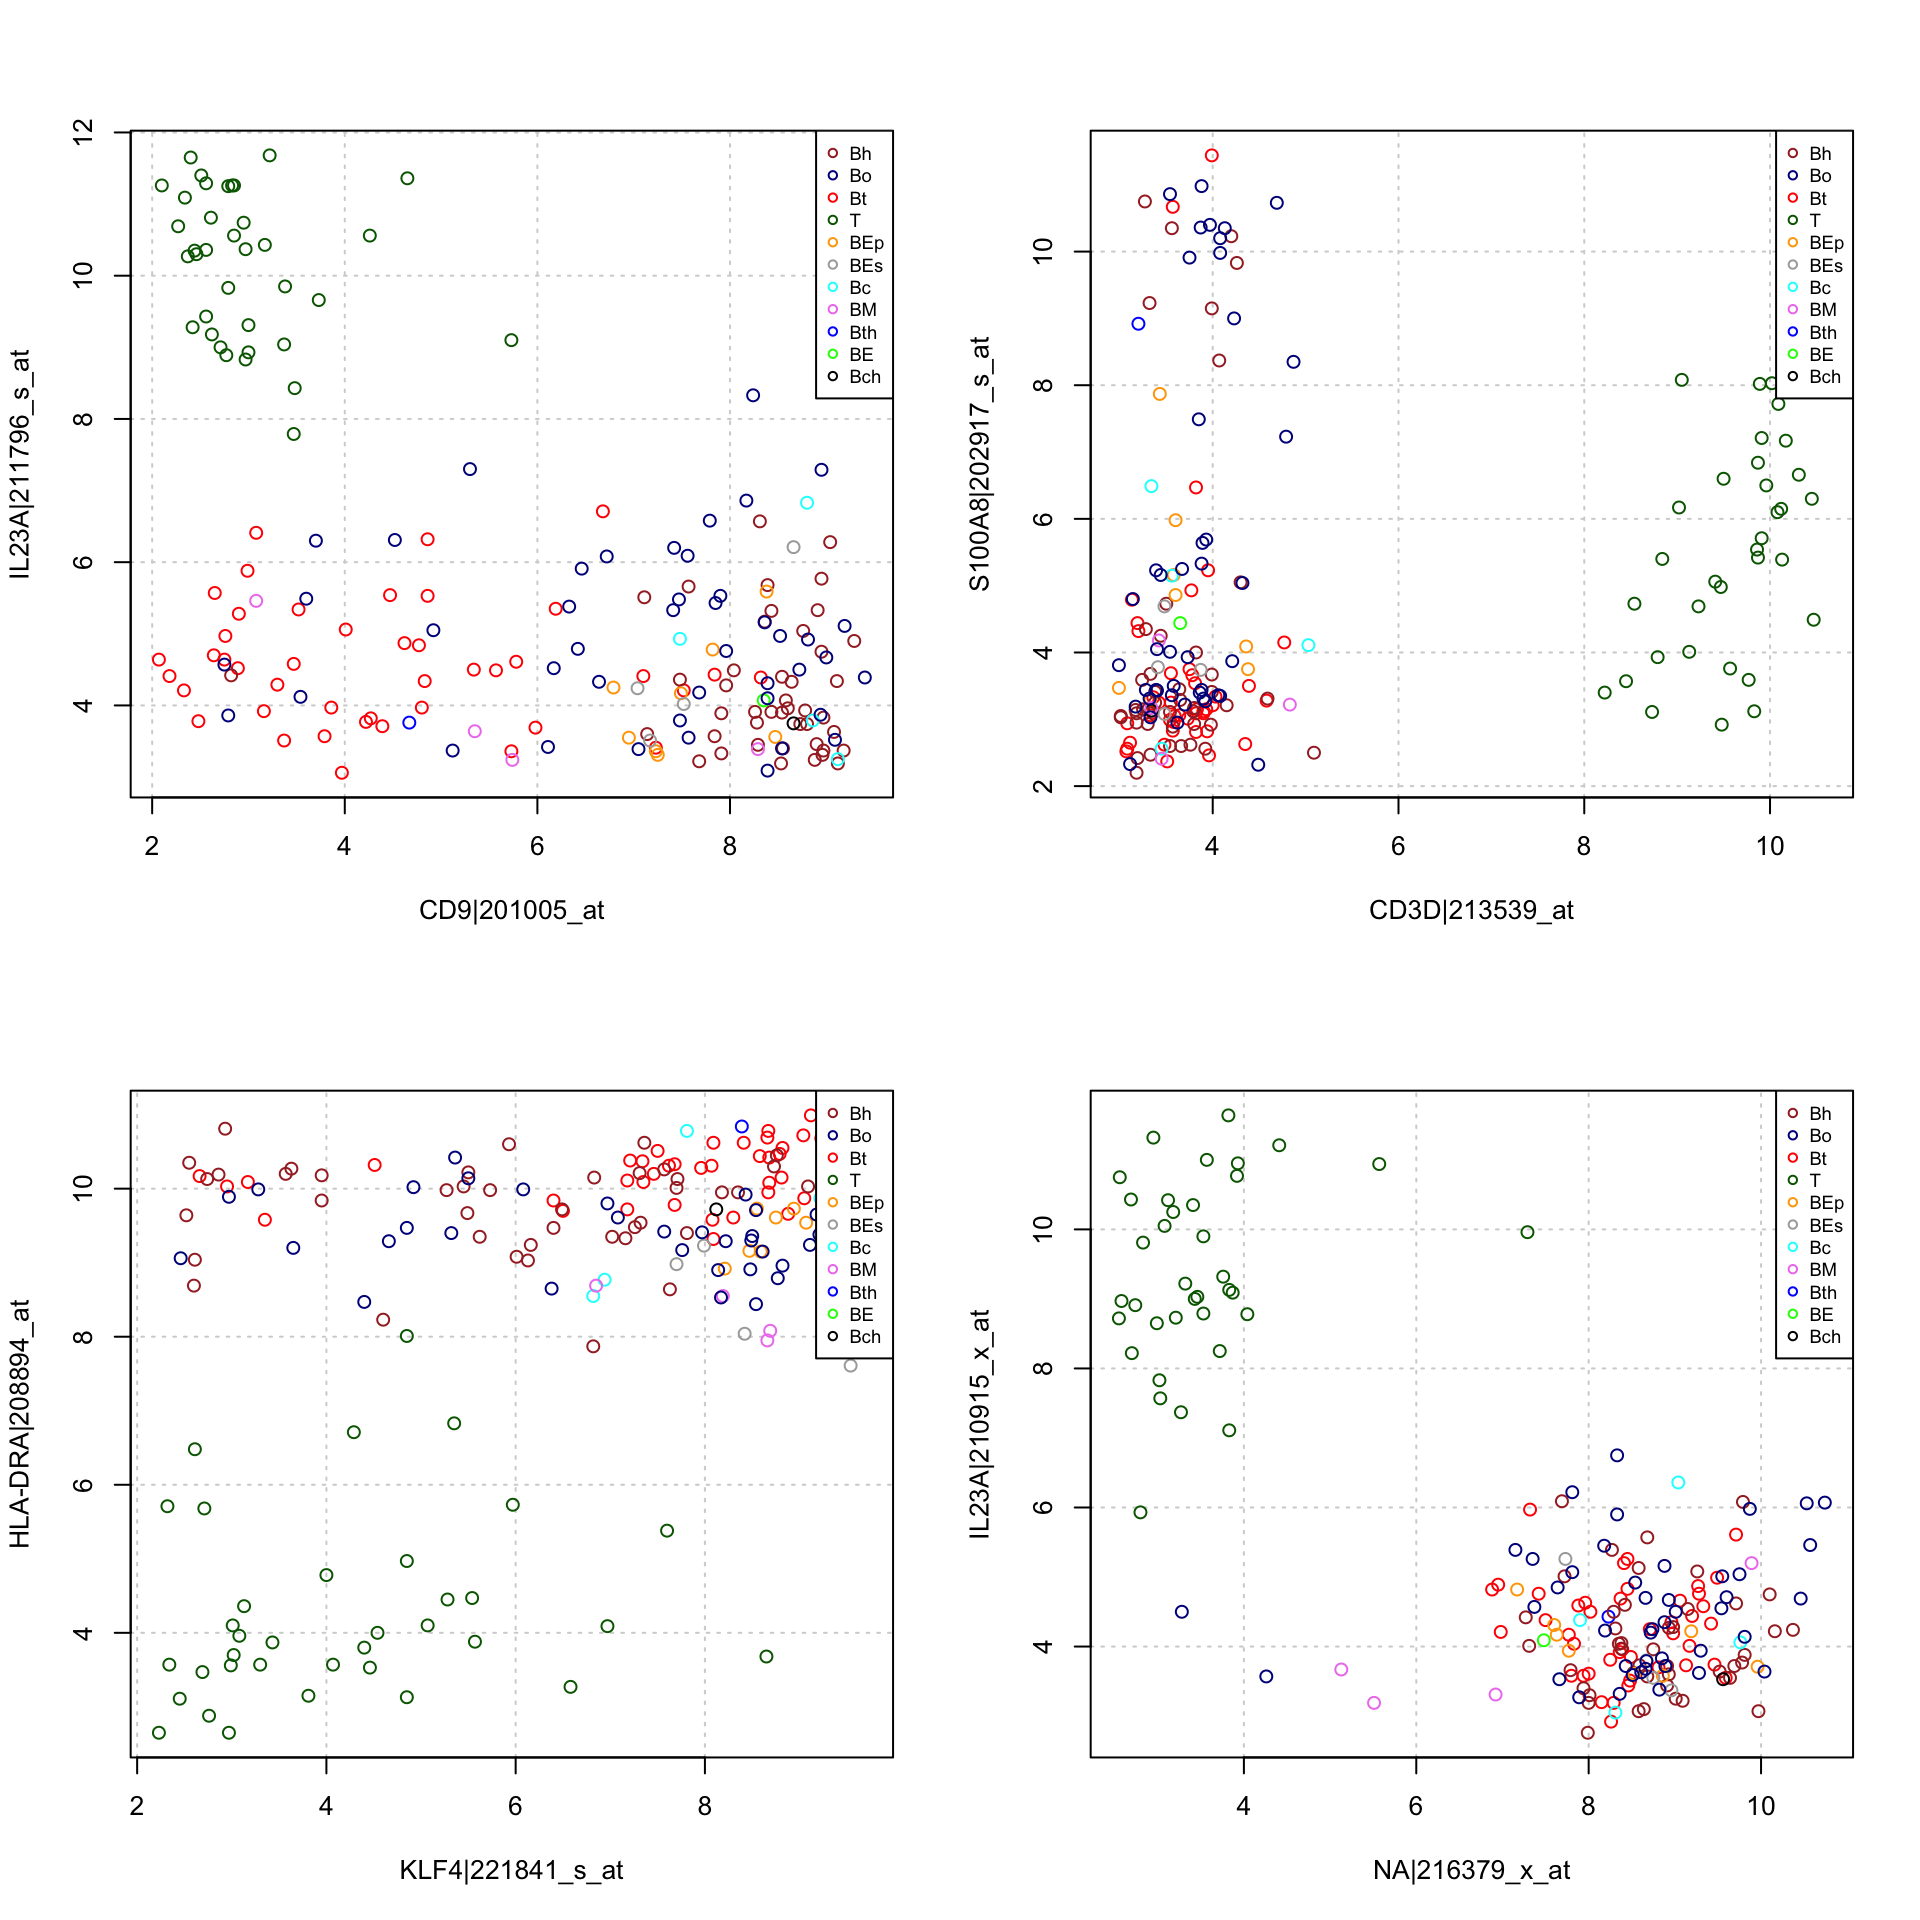 IL23A|211796_s_at
12
10
8
6
4
2
4
6
8
CD9|201005_at
Bh
Bo
Bt
T
BEp
BEs
Bc
BM
Bth
BE
Bch
S100A8|202917_s_at
10
8
6
4
2
4
6
8
10
CD3D|213539_at
Bh
Bo
Bt
T
BEp
BEs
Bc
BM
Bth
BE
Bch
HLA-DRA|208894_at
10
8
6
4
2
4
6
8
KLF4|221841_s_at
Bh
Bo
Bt
T
BEp
BEs
Bc
BM
Bth
BE
Bch
IL23A|210915_x_at
10
8
6
4
4
6
8
10
NA|216379_x_at
Bh
Bo
Bt
T
BEp
BEs
Bc
BM
Bth
BE
Bch